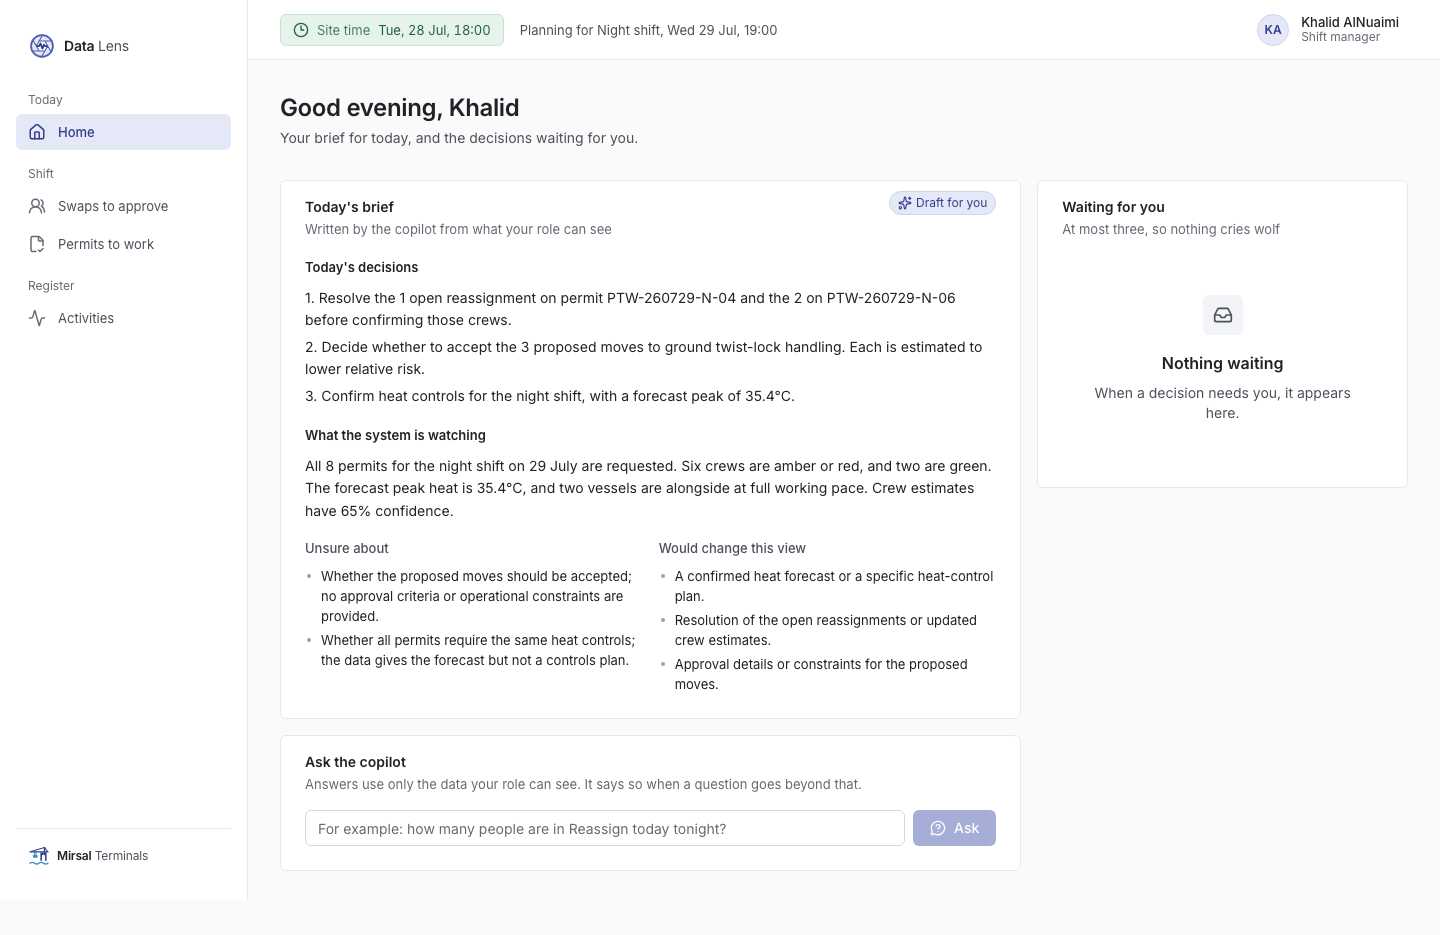 Data Lens
Today
Home
Shift
Swaps to approve
Permits to work
Register
Activities
Mirsal Terminals
Site time Tue, 28 Jul, 18:00
Planning for Night shift, Wed 29 Jul, 19:00
KA
Khalid AlNuaimi
Shift manager
Good evening, Khalid
Your brief for today, and the decisions waiting for you.
Today's brief
Draft for you
Written by the copilot from what your role can see
Today's decisions
1. Resolve the 1 open reassignment on permit PTW-260729-N-04 and the 2 on PTW-260729-N-06
before confirming those crews.
2. Decide whether to accept the 3 proposed moves to ground twist-lock handling. Each is estimated to
lower relative risk.
3. Confirm heat controls for the night shift, with a forecast peak of 35.4°C.
What the system is watching
All 8 permits for the night shift on 29 July are requested. Six crews are amber or red, and two are green.
The forecast peak heat is 35.4°C, and two vessels are alongside at full working pace. Crew estimates
have 65% confidence.
Unsure about
Whether the proposed moves should be accepted;
no approval criteria or operational constraints are
provided.
Whether all permits require the same heat controls;
the data gives the forecast but not a controls plan.
Would change this view
A confirmed heat forecast or a specific heat-control
plan.
Resolution of the open reassignments or updated
crew estimates.
Approval details or constraints for the proposed
moves.
Ask the copilot
Answers use only the data your role can see. It says so when a question goes beyond that.
For example: how many people are in Reassign today tonight?
Ask
Waiting for you
At most three, so nothing cries wolf
Nothing waiting
When a decision needs you, it appears
here.